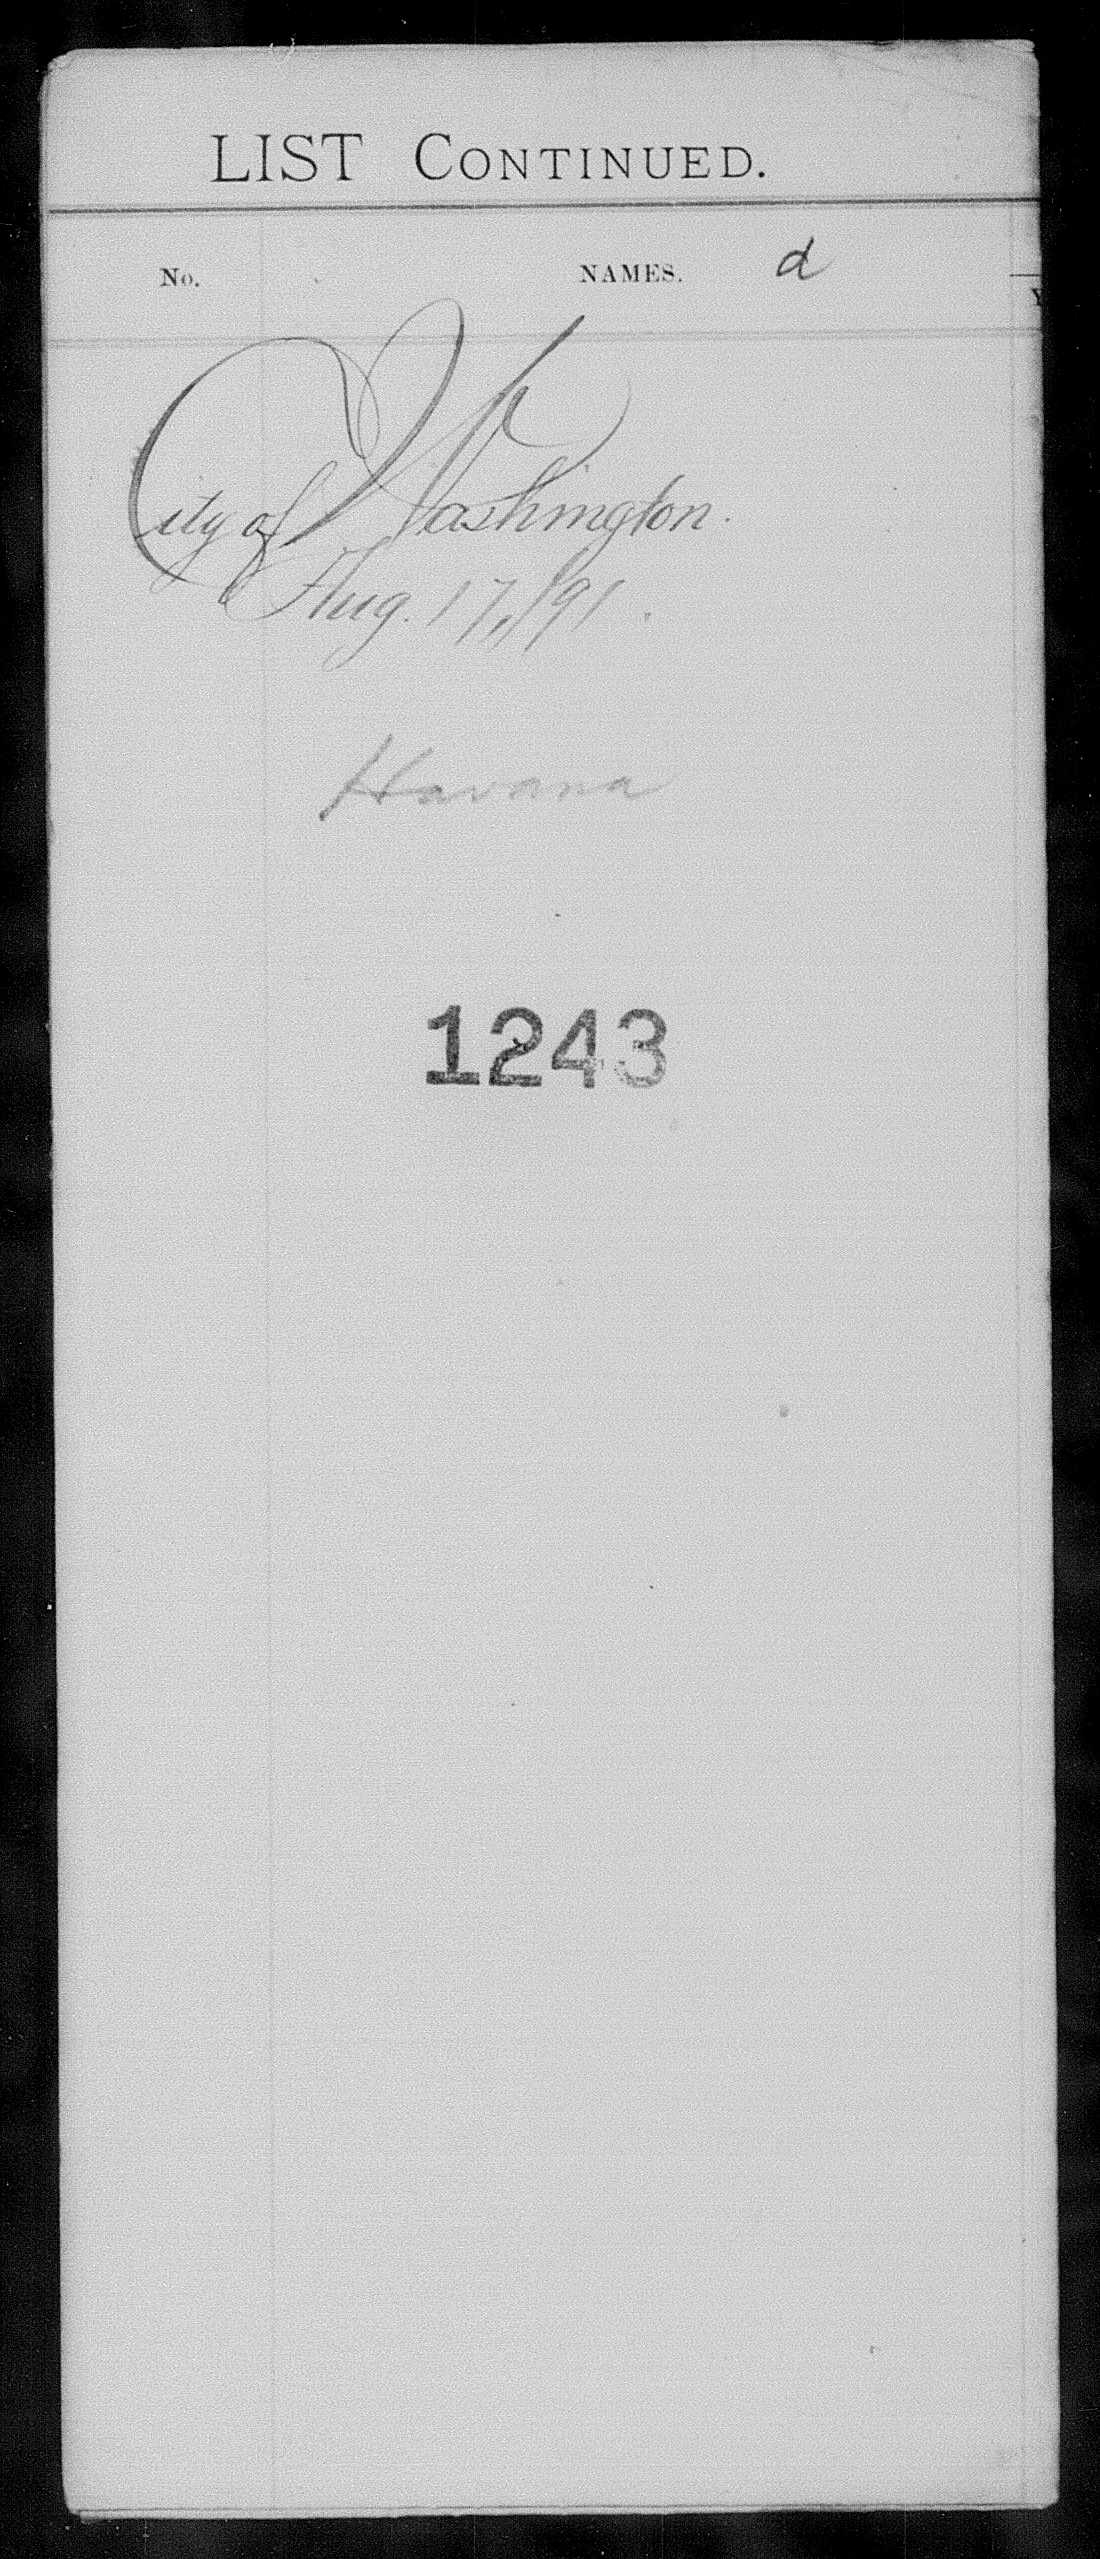 LIST CONTINUED.
No. NAMES. d
Y
City of Washington.
Aug. 17, /91.
Havana
1243